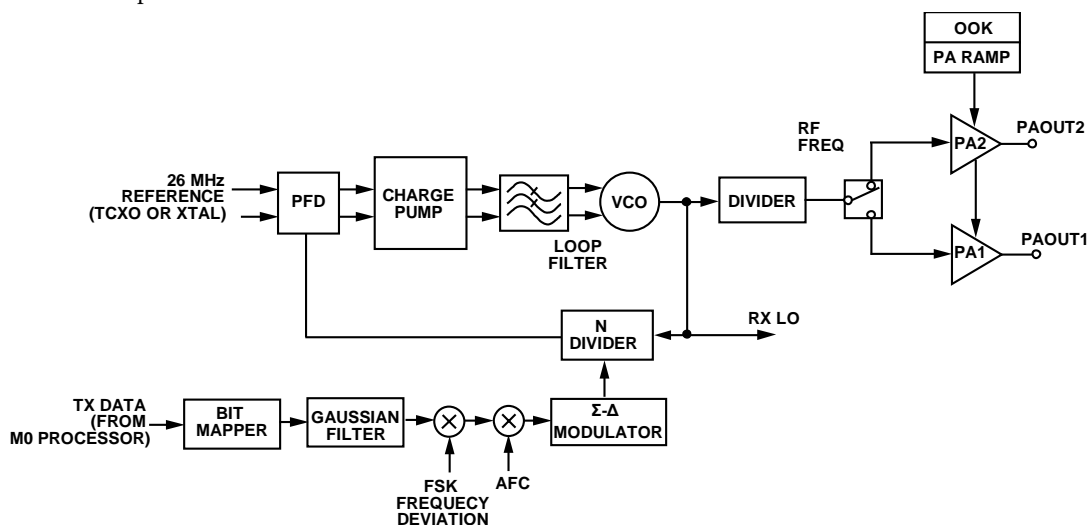 OOK
PA RAMP
RF
FREQ
PA2
PAOUT2
26 MHz
REFERENCE
(TCXO OR XTAL)
PFD
CHARGE
PUMP
LOOP
FILTER
VCO
DIVIDER
PA1
PAOUT1
N
DIVIDER
RX LO
TX DATA
(FROM
M0 PROCESSOR)
BIT
MAPPER
GAUSSIAN
FILTER
Σ-Δ
MODULATOR
FSK
FREQUECY
DEVIATION
AFC